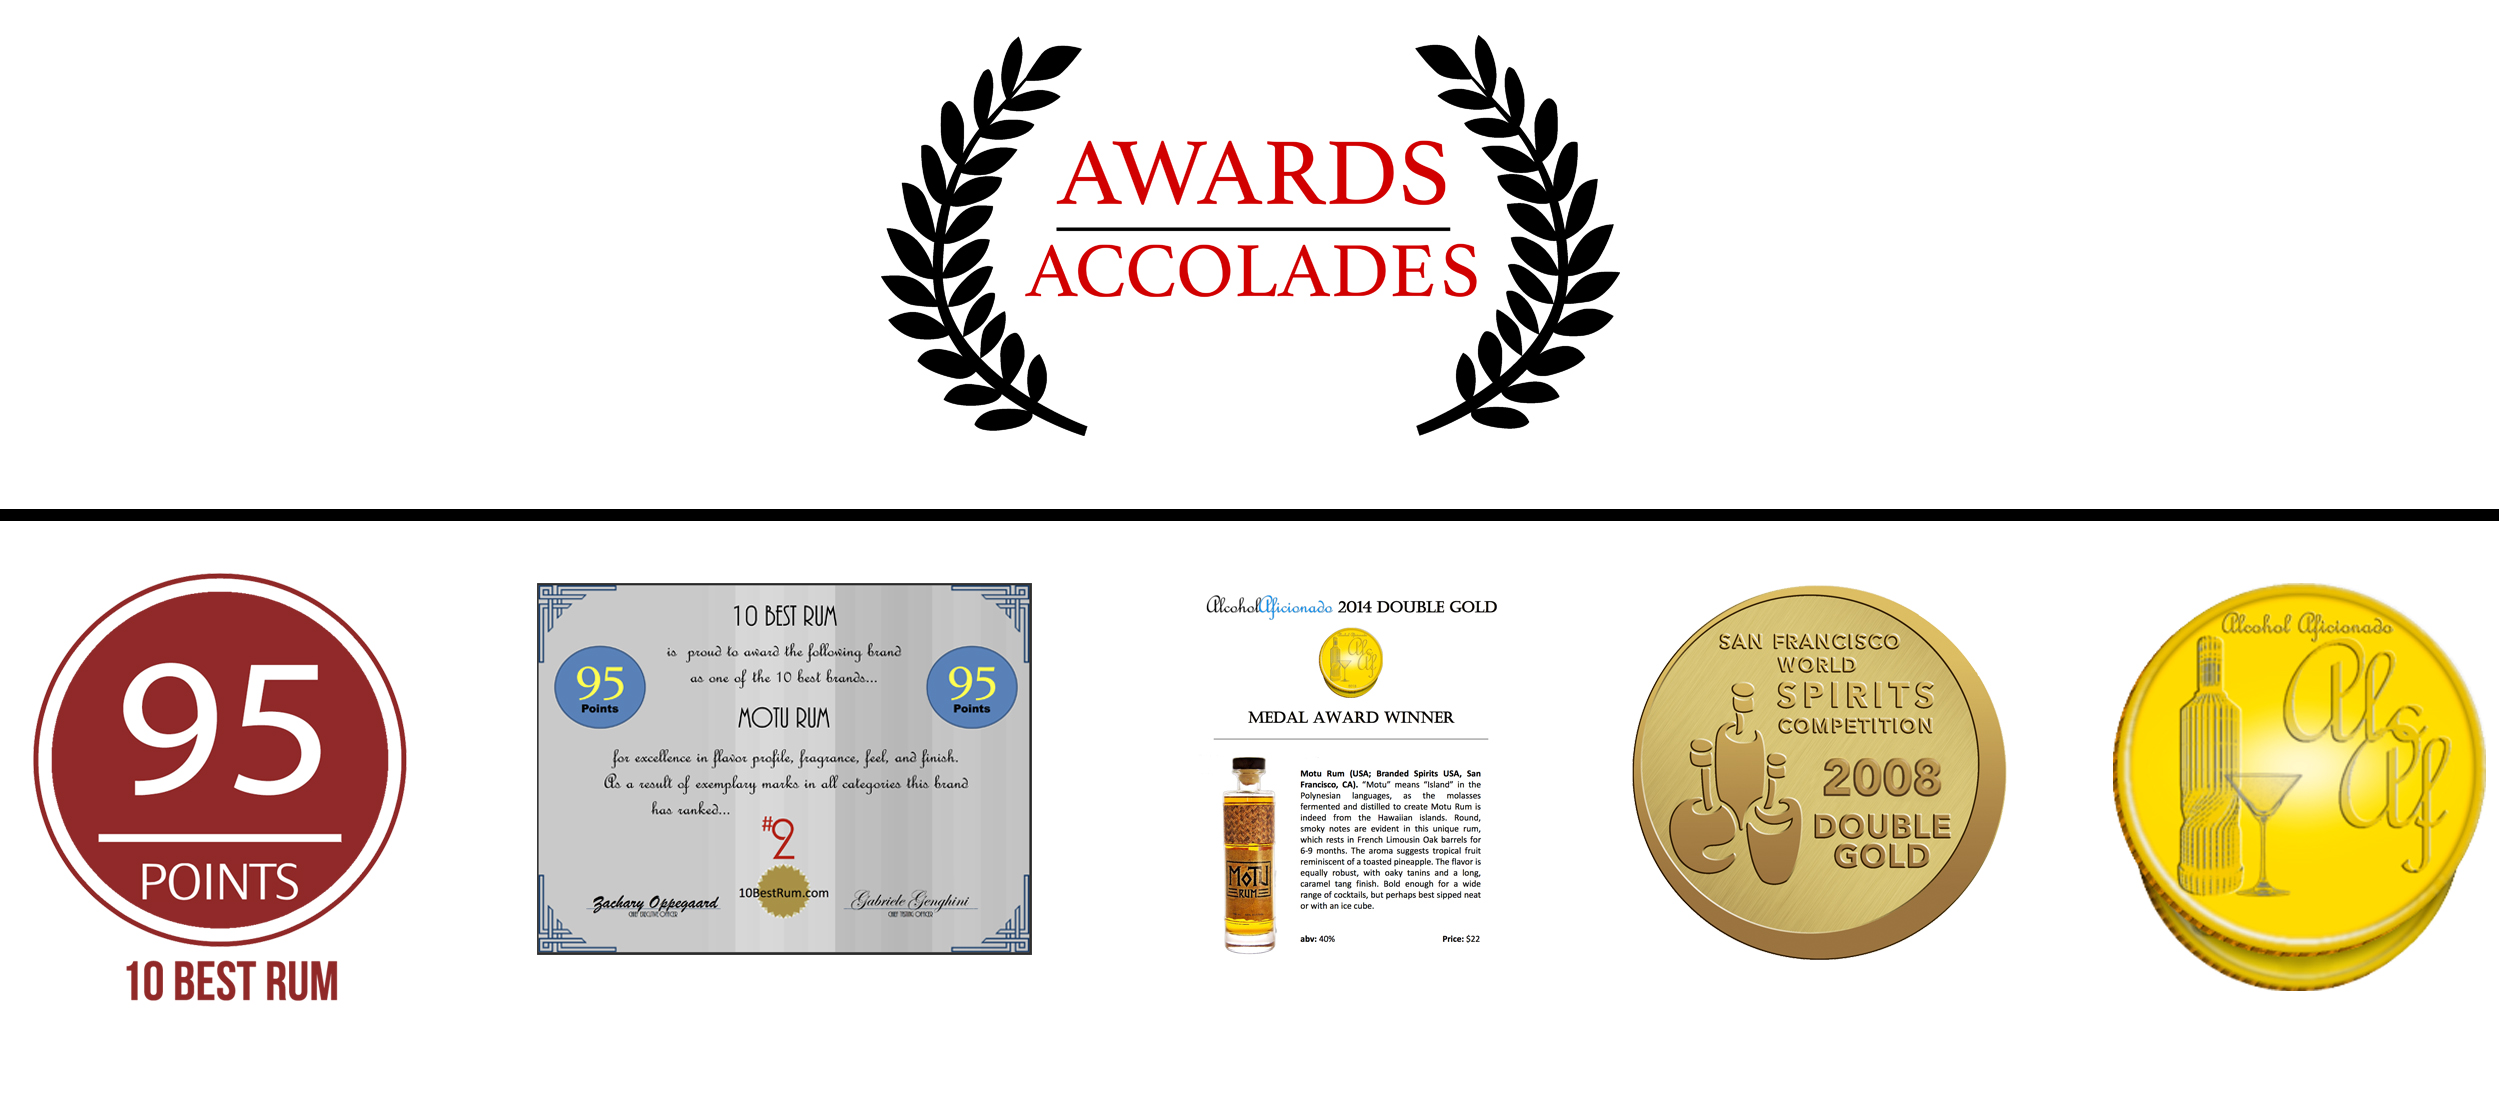 AWARDS
ACCOLADES
95
POINTS
10 BEST RUM
10 BEST RUM
is proud to award the following brand
as one of the 10 best brands...
95
Points
95
Points
MOTU RUM
for excellence in flavor profile, fragrance, feel, and finish.
As a result of exemplary marks in all categories this brand
has ranked...
#2
10BestRum.com
Zachary Oppegaard
CHIEF EXECUTIVE OFFICER
Gabriele Genghini
CHIEF TASTING OFFICER
AlcoholAficionado 2014 DOUBLE GOLD
MEDAL AWARD WINNER
Motu Rum (USA; Branded Spirits USA, San
Francisco, CA). "Motu" means "Island" in the
Polynesian languages, as the molasses
fermented and distilled to create Motu Rum is
indeed from the Hawaiian islands. Round,
smoky notes are evident in this unique rum,
which rests in French Limousin Oak barrels for
6-9 months. The aroma suggests tropical fruit
reminiscent of a toasted pineapple. The flavor is
equally robust, with oaky tanins and a long,
caramel tang finish. Bold enough for a wide
range of cocktails, but perhaps best sipped neat
or with an ice cube.
abv: 40% Price: $22
MOTU
RUM
SAN FRANCISCO
WORLD
SPIRITS
COMPETITION
2008
DOUBLE
GOLD
Alcohol Aficionado
Alc
Af